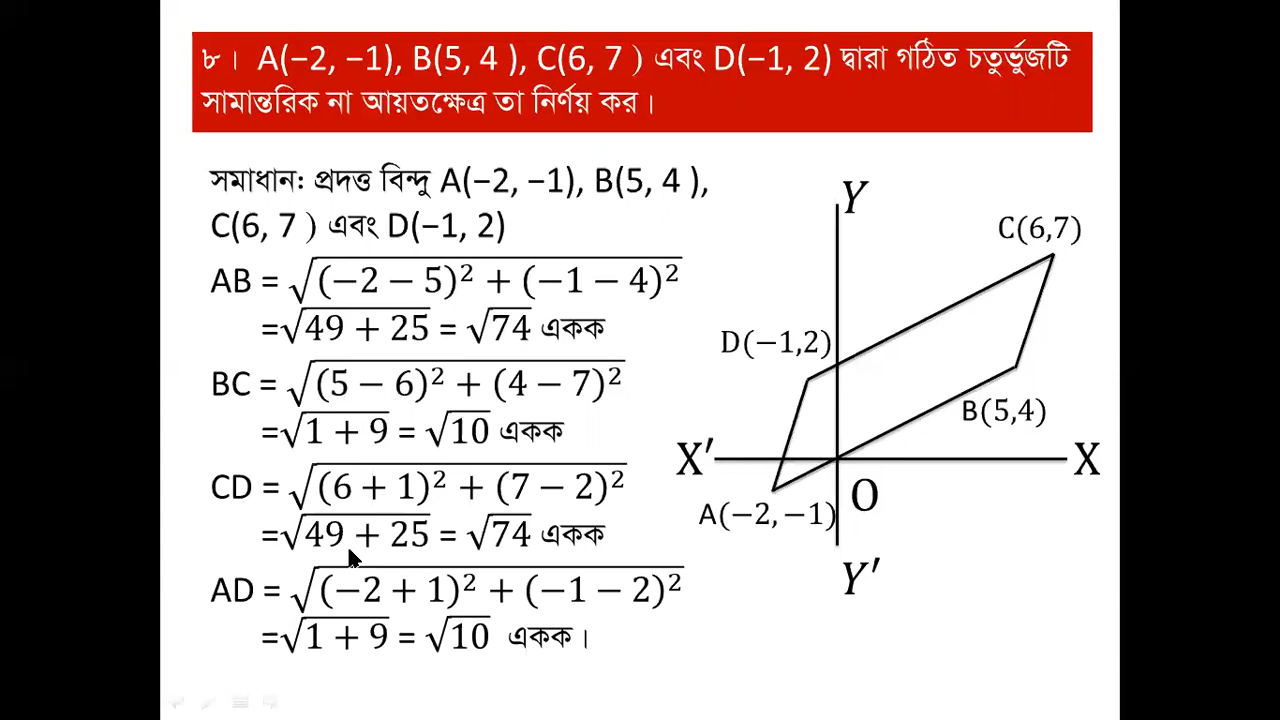 ৮। A(−2, −1), B(5, 4 ), C(6, 7 ) এবং D(−1, 2) দ্বারা গঠিত চতুর্ভুজটি
সামান্তরিক না আয়তক্ষেত্র তা নির্ণয় কর।
সমাধানঃ প্রদত্ত বিন্দু A(−2, −1), B(5, 4 ),
C(6, 7 ) এবং D(−1, 2)
AB = √(−2 − 5)² + (−1 − 4)²
=√49 + 25 = √74 একক
BC = √(5 − 6)² + (4 − 7)²
=√1 + 9 = √10 একক
CD = √(6 + 1)² + (7 − 2)²
=√49 + 25 = √74 একক
AD = √(−2 + 1)² + (−1 − 2)²
=√1 + 9 = √10 একক।
Y
C(6,7)
D(−1,2)
B(5,4)
X′
X
A(−2,−1)
O
Y′